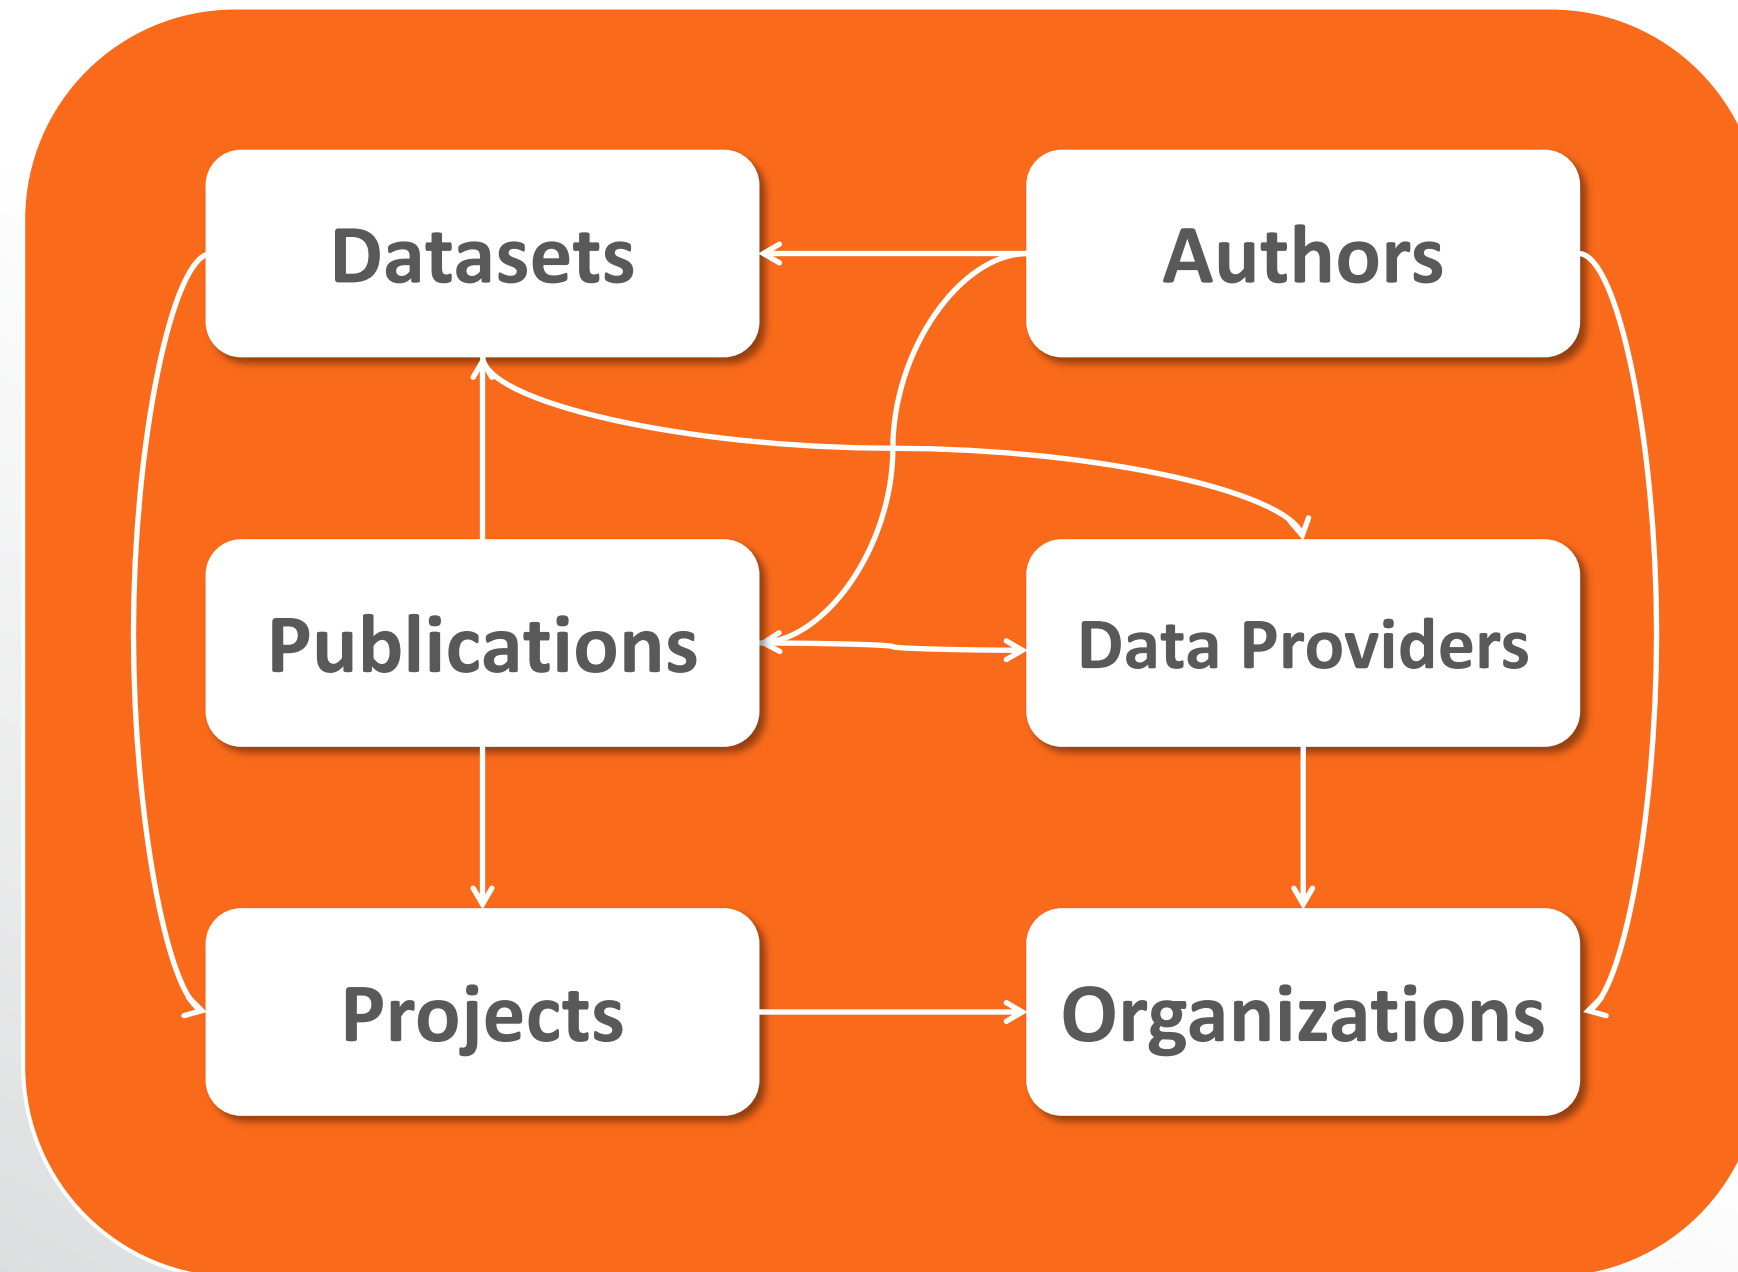 Datasets
Authors
Publications
Data Providers
Projects
Organizations